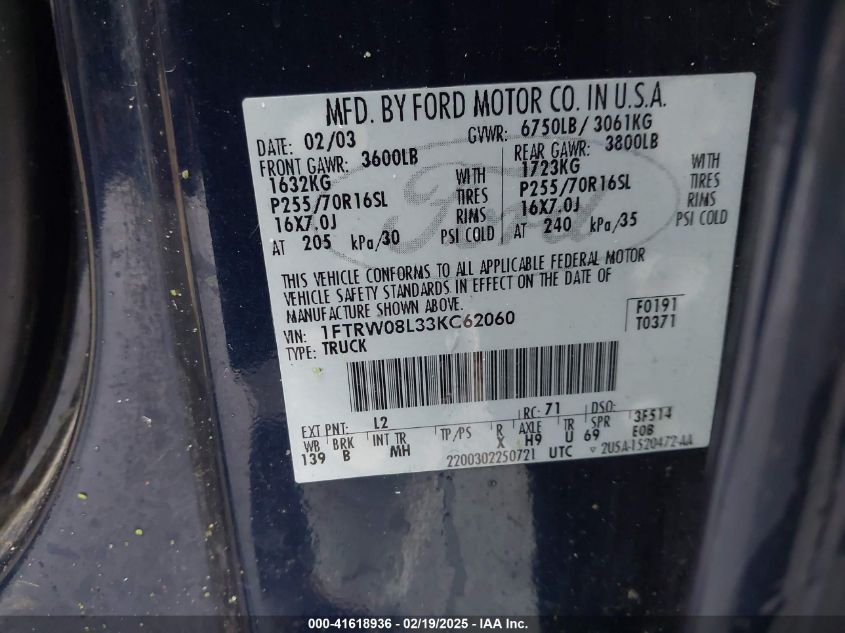 MFD. BY FORD MOTOR CO. IN U.S.A.
DATE: 02/03 GVWR: 6750LB/ 3061KG
FRONT GAWR: 3600LB REAR GAWR: 3800LB
1632KG WITH 1723KG WITH
P255/70R16SL TIRES P255/70R16SL TIRES
16X7.0J RIMS 16X7.0J RIMS
AT 205 kPa/30 PSI COLD AT 240 kPa/35 PSI COLD
Ford
THIS VEHICLE CONFORMS TO ALL APPLICABLE FEDERAL MOTOR
VEHICLE SAFETY STANDARDS IN EFFECT ON THE DATE OF
MANUFACTURE SHOWN ABOVE.
VIN: 1FTRW08L33KC62060 F0191
TYPE: TRUCK T0371
EXT PNT: L2 RC: 71 DSO: 3F514
WB BRK INT TR TP/PS R AXLE TR SPR E0B
139 B MH X H9 U 69
2200302250721 UTC ▽ 2U5A-1520472-AA
000-41618936 - 02/19/2025 - IAA Inc.